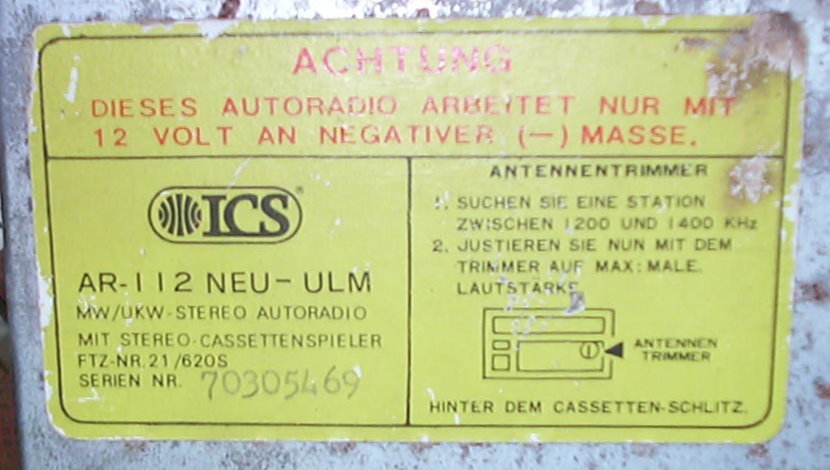 ACHTUNG
DIESES AUTORADIO ARBEITET NUR MIT
12 VOLT AN NEGATIVER (—) MASSE.
ICS®
AR-112 NEU-ULM
MW/UKW-STEREO AUTORADIO
MIT STEREO-CASSETTENSPIELER
FTZ-NR. 21/620S
SERIEN NR. 70305469
ANTENNENTRIMMER
1. SUCHEN SIE EINE STATION
ZWISCHEN 1200 UND 1400 KHz
2. JUSTIEREN SIE NUN MIT DEM
TRIMMER AUF MAX: MALE.
LAUTSTÄRKE
ANTENNEN
TRIMMER
HINTER DEM CASSETTEN-SCHLITZ.